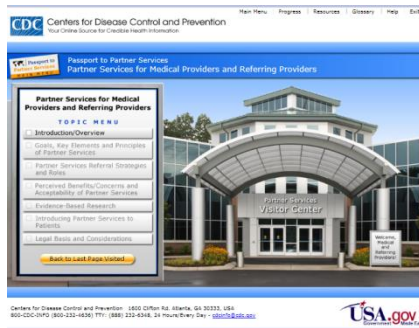 Main Menu Progress Resources Glossary Help Exit
CDC Centers for Disease Control and Prevention
Your Online Source for Credible Health Information
Passport to Partner Services
Passport to Partner Services
Partner Services for Medical Providers and Referring Providers
Partner Services for Medical
Providers and Referring Providers
TOPIC MENU
Introduction/Overview
Goals, Key Elements and Principles
of Partner Services
Partner Services Referral Strategies
and Roles
Perceived Benefits/Concerns and
Acceptability of Partner Services
Evidence-Based Research
Introducing Partner Services to
Patients
Legal Basis and Considerations
Back to Last Page Visited
Partner Services
Visitor Center
Welcome,
Medical
and
Referring
Providers!
Centers for Disease Control and Prevention 1600 Clifton Rd. Atlanta, GA 30333, USA
800-CDC-INFO (800-232-4636) TTY: (888) 232-6348, 24 Hours/Every Day - cdcinfo@cdc.gov
USA.gov